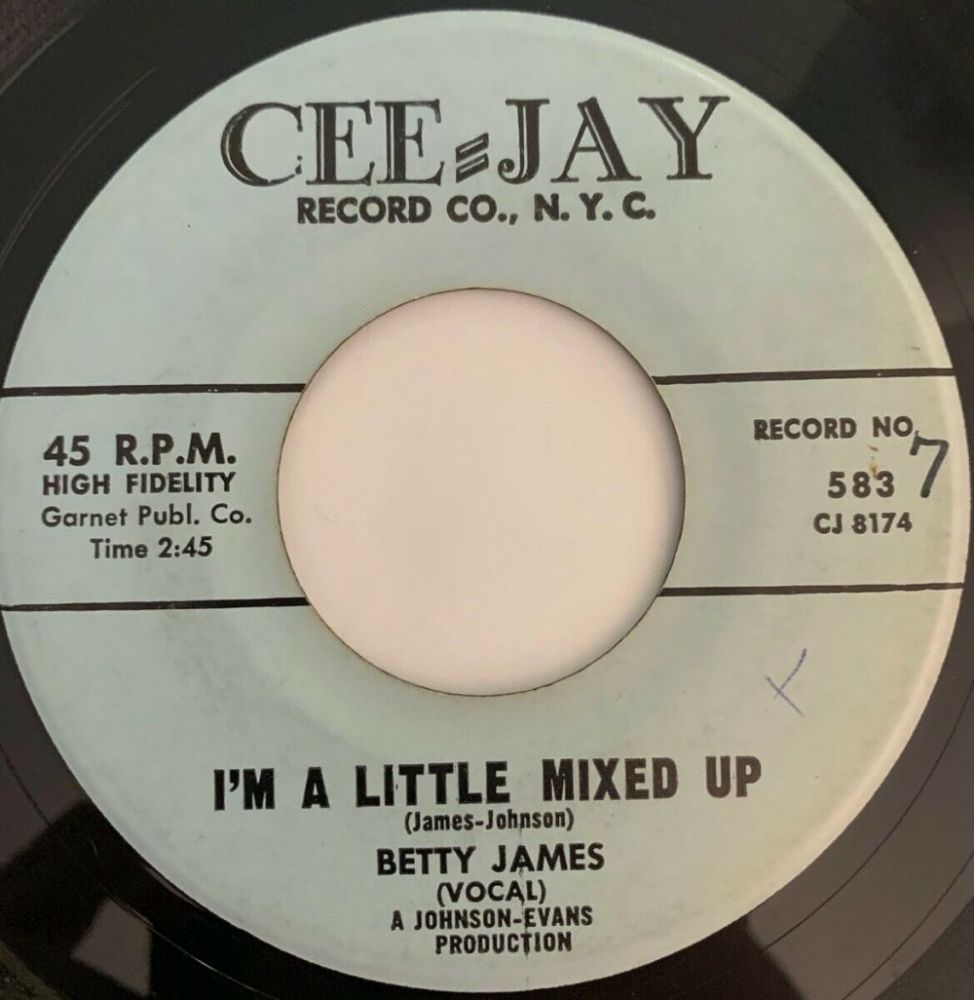 CEE=JAY
RECORD CO., N. Y. C.
45 R.P.M.
HIGH FIDELITY
Garnet Publ. Co.
Time 2:45
RECORD NO.
7
583
CJ 8174
I'M A LITTLE MIXED UP
(James-Johnson)
BETTY JAMES
(VOCAL)
A JOHNSON-EVANS
PRODUCTION